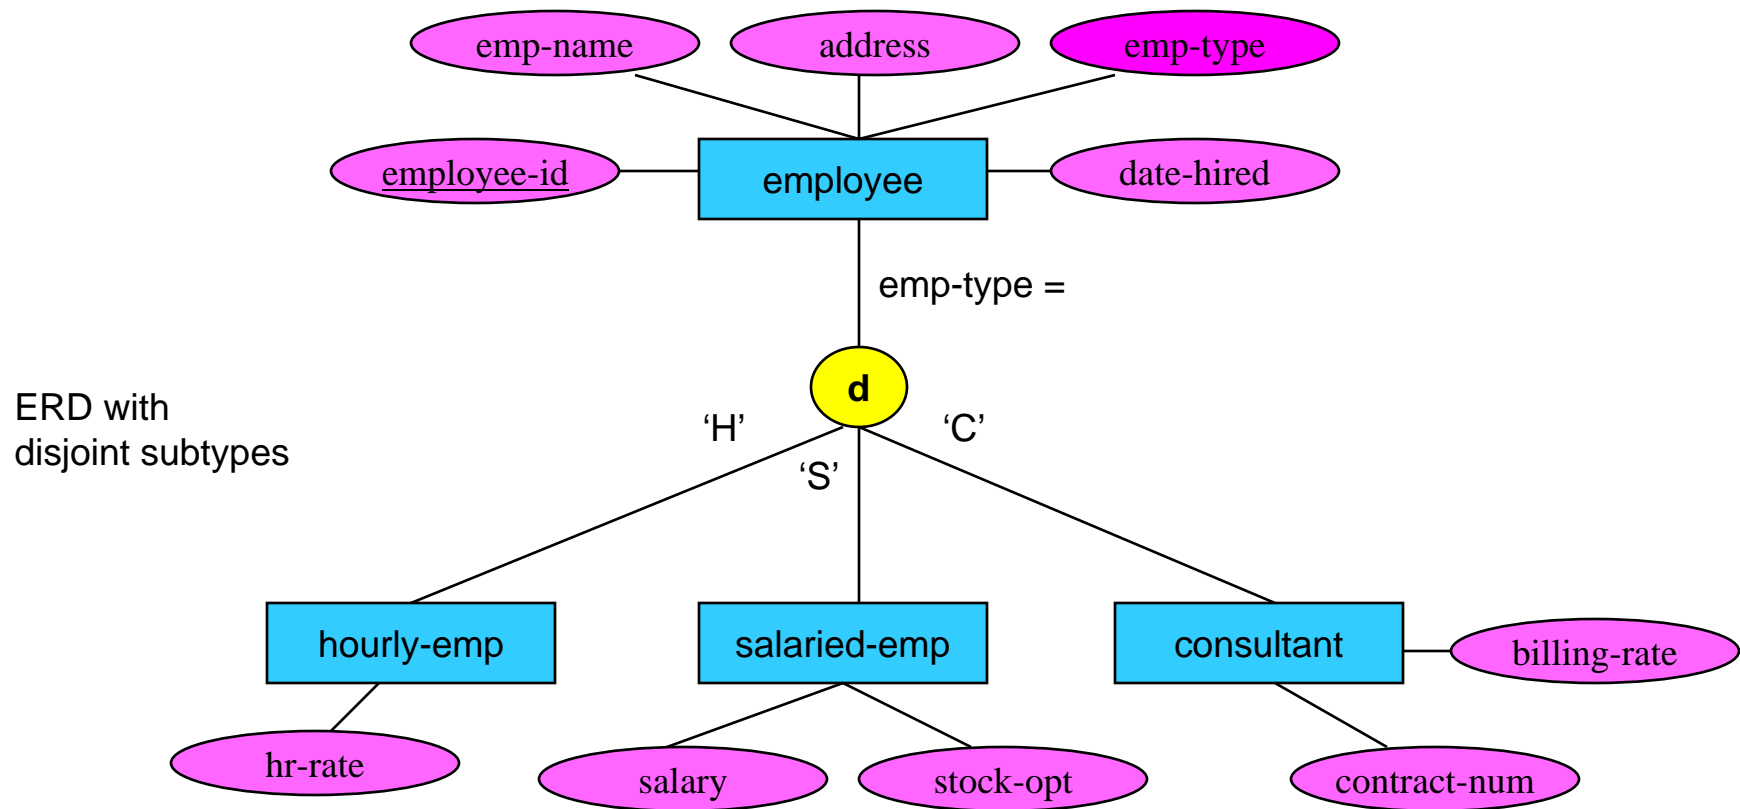 emp-name
address
emp-type
employee-id
employee
date-hired
emp-type =
d
ERD with
disjoint subtypes
‘H’
‘C’
‘S’
hourly-emp
salaried-emp
consultant
billing-rate
hr-rate
salary
stock-opt
contract-num